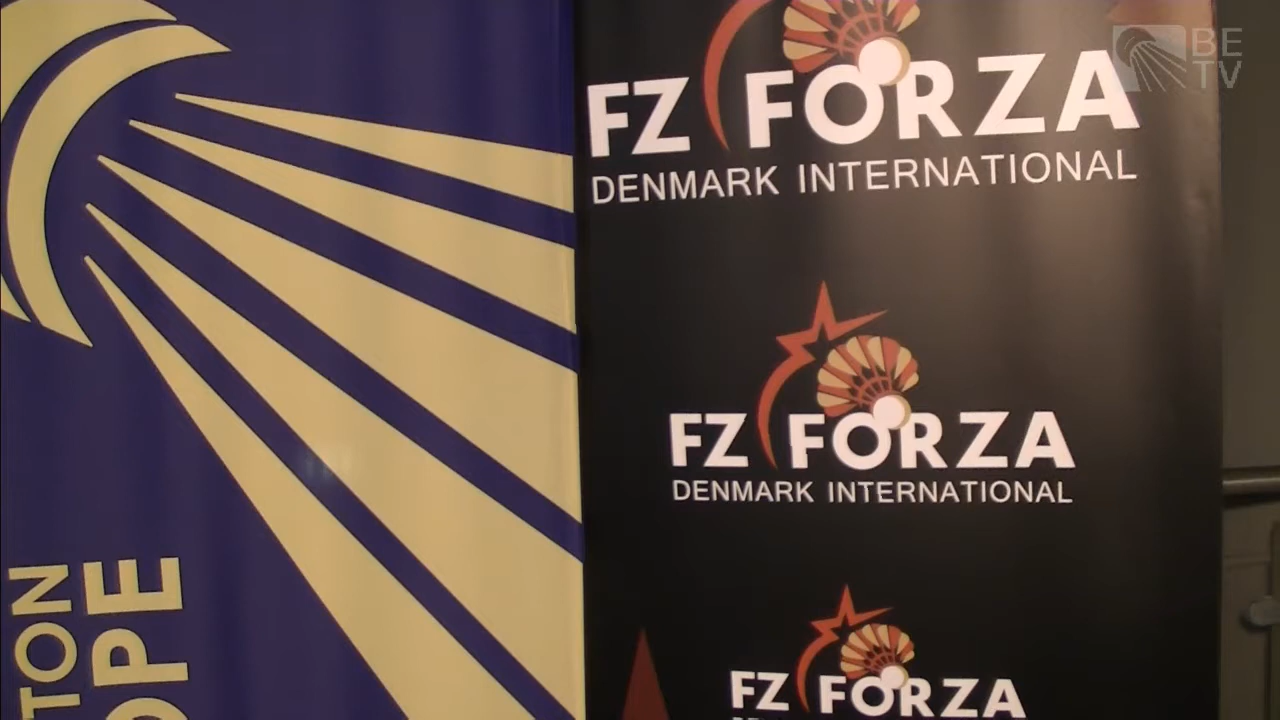 FZ FORZA
DENMARK INTERNATIONAL
FZ FORZA
DENMARK INTERNATIONAL
FZ FORZA
BE
TV
TON
OPE